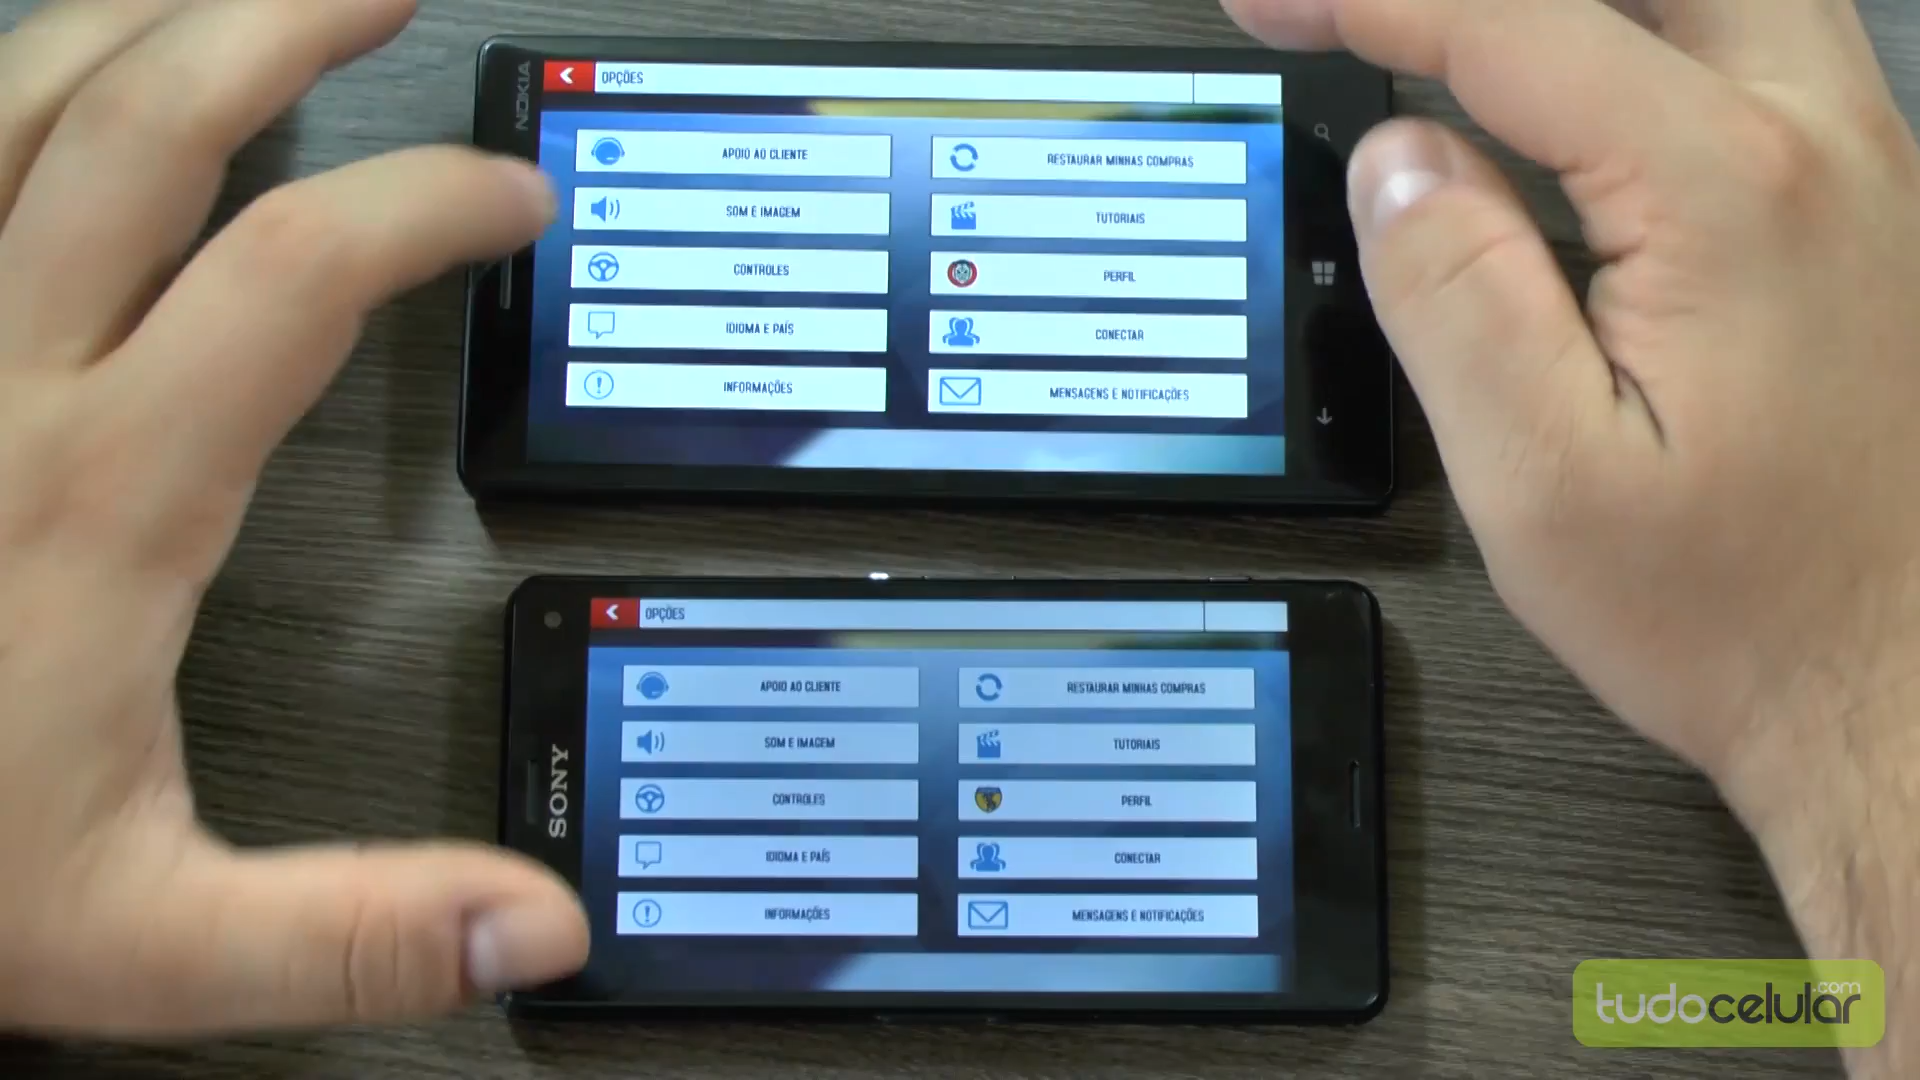 NOKIA
OPÇÕES
APOIO AO CLIENTE
RESTAURAR MINHAS COMPRAS
SOM E IMAGEM
TUTORIAIS
CONTROLES
PERFIL
IDIOMA E PAÍS
CONECTAR
INFORMAÇÕES
MENSAGENS E NOTIFICAÇÕES
SONY
OPÇÕES
APOIO AO CLIENTE
RESTAURAR MINHAS COMPRAS
SOM E IMAGEM
TUTORIAIS
CONTROLES
PERFIL
IDIOMA E PAÍS
CONECTAR
INFORMAÇÕES
MENSAGENS E NOTIFICAÇÕES
tudocelular.com